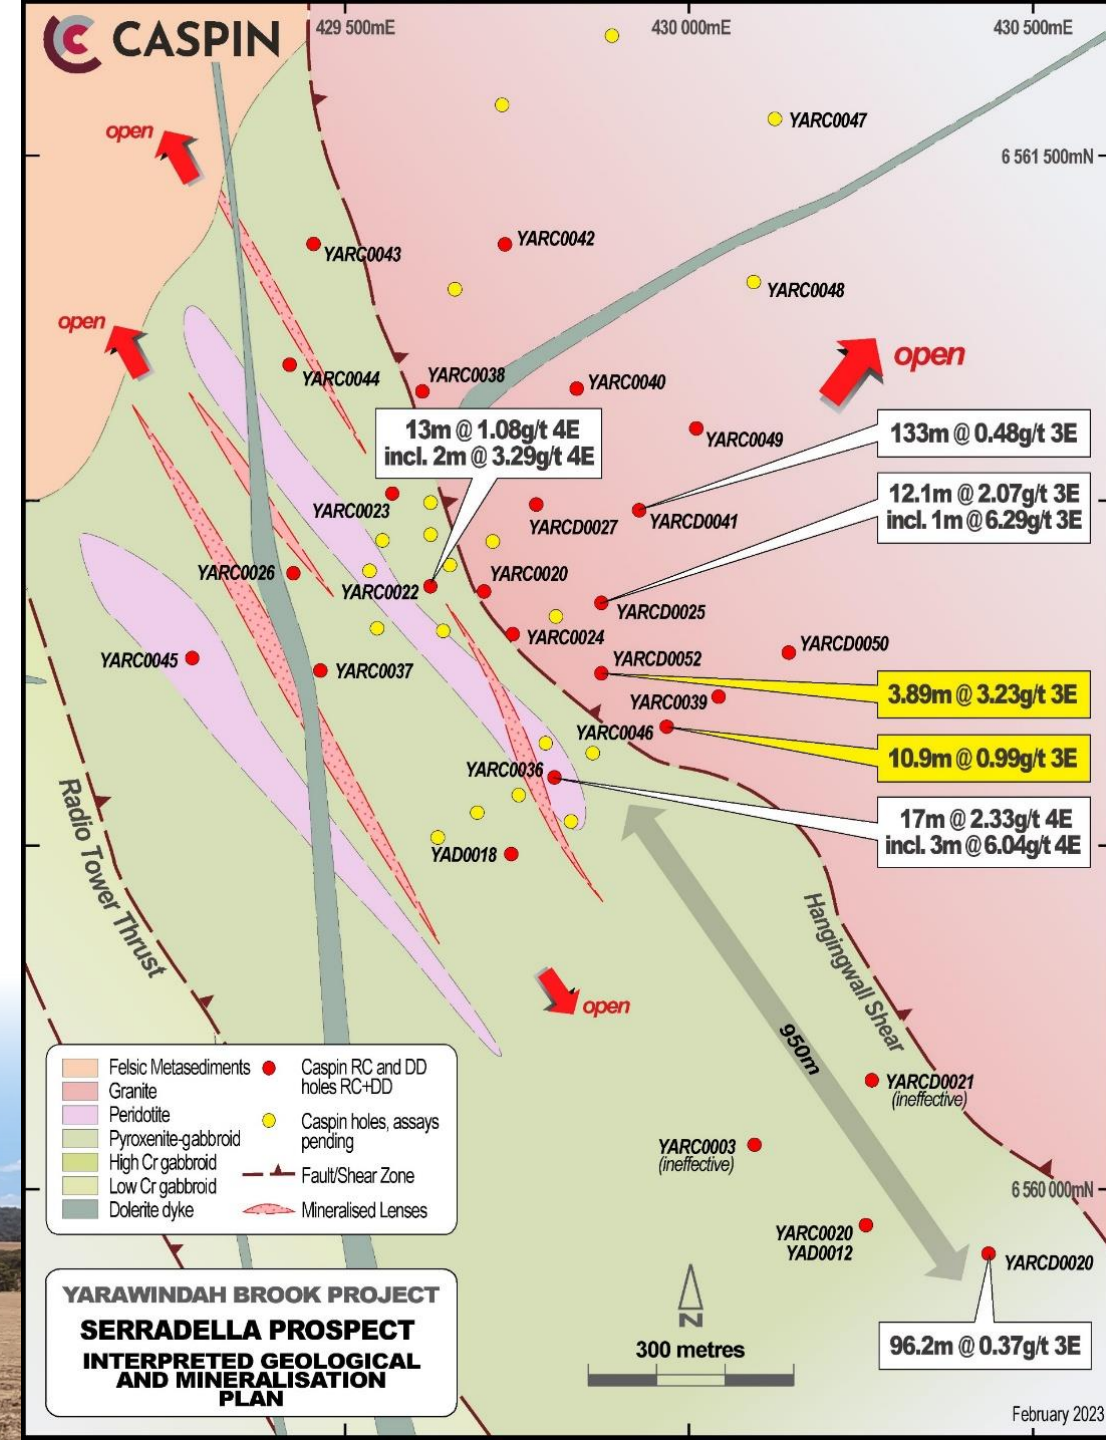 CASPIN
429 500mE
430 000mE
430 500mE
6 561 500mN
open
YARC0047
YARC0043
YARC0042
YARC0048
open
YARC0044
YARC0038
YARC0040
open
13m @ 1.08g/t 4E
incl. 2m @ 3.29g/t 4E
YARC0049
133m @ 0.48g/t 3E
YARC0023
YARCD0027
YARCD0041
12.1m @ 2.07g/t 3E
incl. 1m @ 6.29g/t 3E
YARC0026
YARC0022
YARC0020
YARCD0025
YARC0024
YARC0045
YARC0037
YARCD0052
YARCD0050
3.89m @ 3.23g/t 3E
YARC0039
YARC0046
10.9m @ 0.99g/t 3E
YARC0036
17m @ 2.33g/t 4E
incl. 3m @ 6.04g/t 4E
YAD0018
Radio Tower Thrust
Hangingwall Shear
open
950m
YARCD0021
(ineffective)
YARC0003
(ineffective)
6 560 000mN
YARC0020
YAD0012
YARCD0020
96.2m @ 0.37g/t 3E
Felsic Metasediments
Granite
Peridotite
Pyroxenite-gabbroid
High Cr gabbroid
Low Cr gabbroid
Dolerite dyke
Caspin RC and DD
holes RC+DD
Caspin holes, assays
pending
Fault/Shear Zone
Mineralised Lenses
YARAWINDAH BROOK PROJECT
SERRADELLA PROSPECT
INTERPRETED GEOLOGICAL
AND MINERALISATION
PLAN
N
300 metres
February 2023